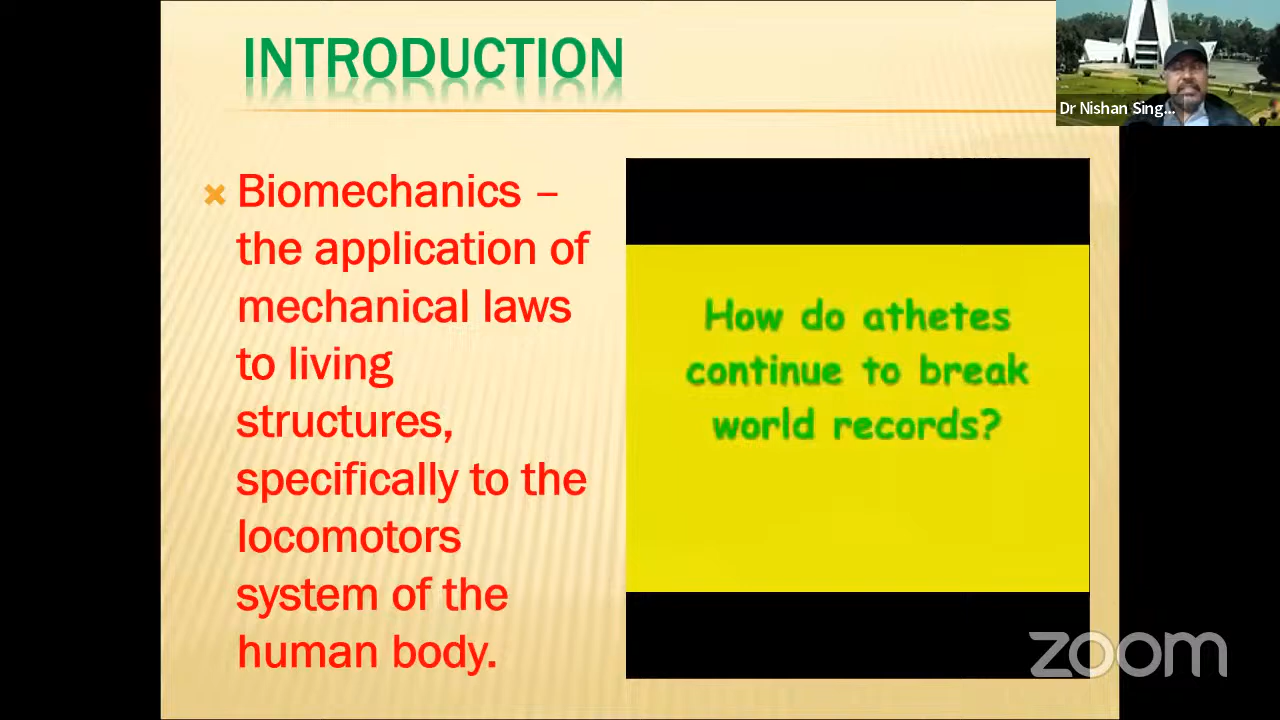 INTRODUCTION
Dr Nishan Sing...
Biomechanics –
the application of
mechanical laws
to living
structures,
specifically to the
locomotors
system of the
human body.
How do athetes
continue to break
world records?
zoom